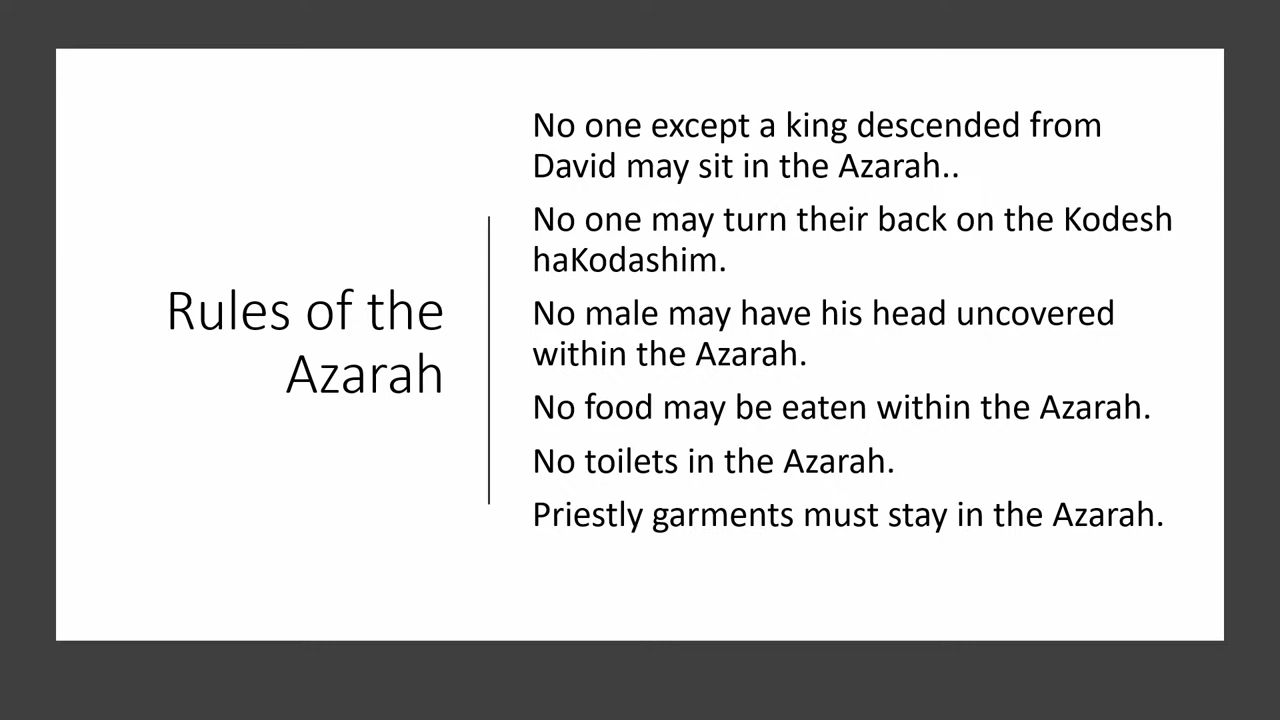 Rules of the
Azarah
No one except a king descended from
David may sit in the Azarah..
No one may turn their back on the Kodesh
haKodashim.
No male may have his head uncovered
within the Azarah.
No food may be eaten within the Azarah.
No toilets in the Azarah.
Priestly garments must stay in the Azarah.